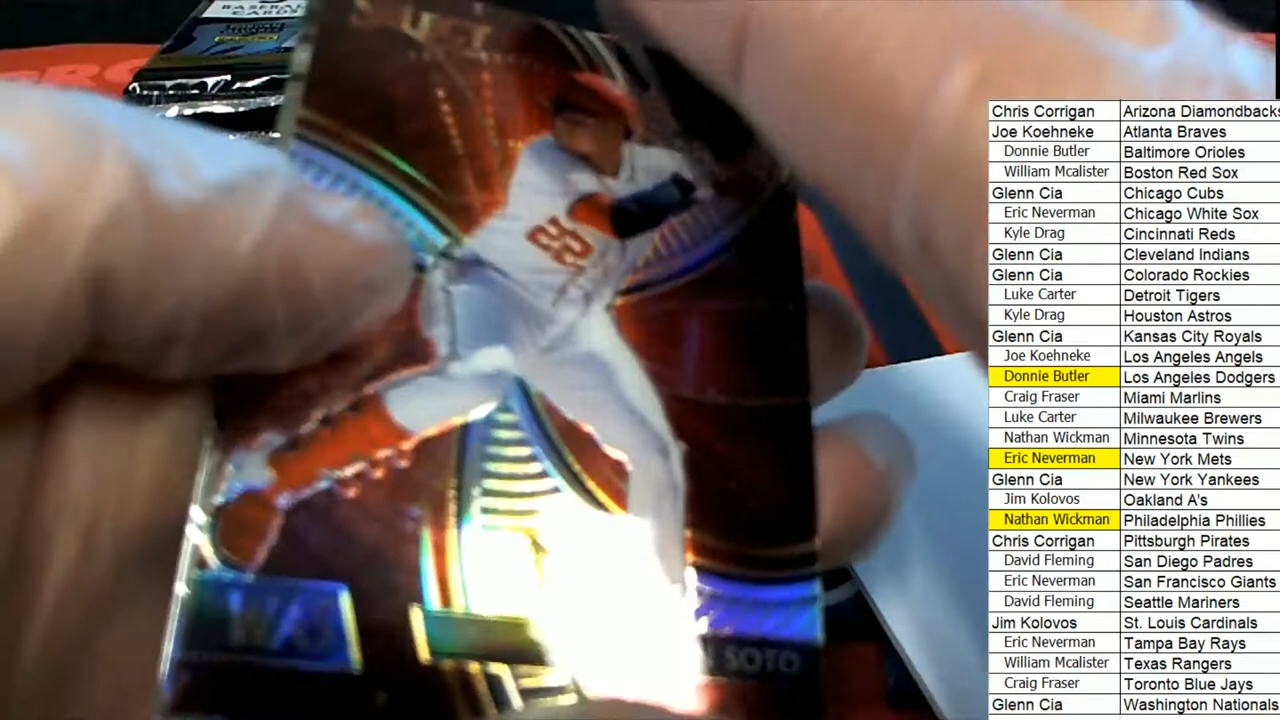 BASEBALL
CARDS
22
WAS
SOTO
Chris Corrigan Arizona Diamondbacks
Joe Koehneke Atlanta Braves
Donnie Butler Baltimore Orioles
William Mcalister Boston Red Sox
Glenn Cia Chicago Cubs
Eric Neverman Chicago White Sox
Kyle Drag Cincinnati Reds
Glenn Cia Cleveland Indians
Glenn Cia Colorado Rockies
Luke Carter Detroit Tigers
Kyle Drag Houston Astros
Glenn Cia Kansas City Royals
Joe Koehneke Los Angeles Angels
Donnie Butler Los Angeles Dodgers
Craig Fraser Miami Marlins
Luke Carter Milwaukee Brewers
Nathan Wickman Minnesota Twins
Eric Neverman New York Mets
Glenn Cia New York Yankees
Jim Kolovos Oakland A's
Nathan Wickman Philadelphia Phillies
Chris Corrigan Pittsburgh Pirates
David Fleming San Diego Padres
Eric Neverman San Francisco Giants
David Fleming Seattle Mariners
Jim Kolovos St. Louis Cardinals
Eric Neverman Tampa Bay Rays
William Mcalister Texas Rangers
Craig Fraser Toronto Blue Jays
Glenn Cia Washington Nationals